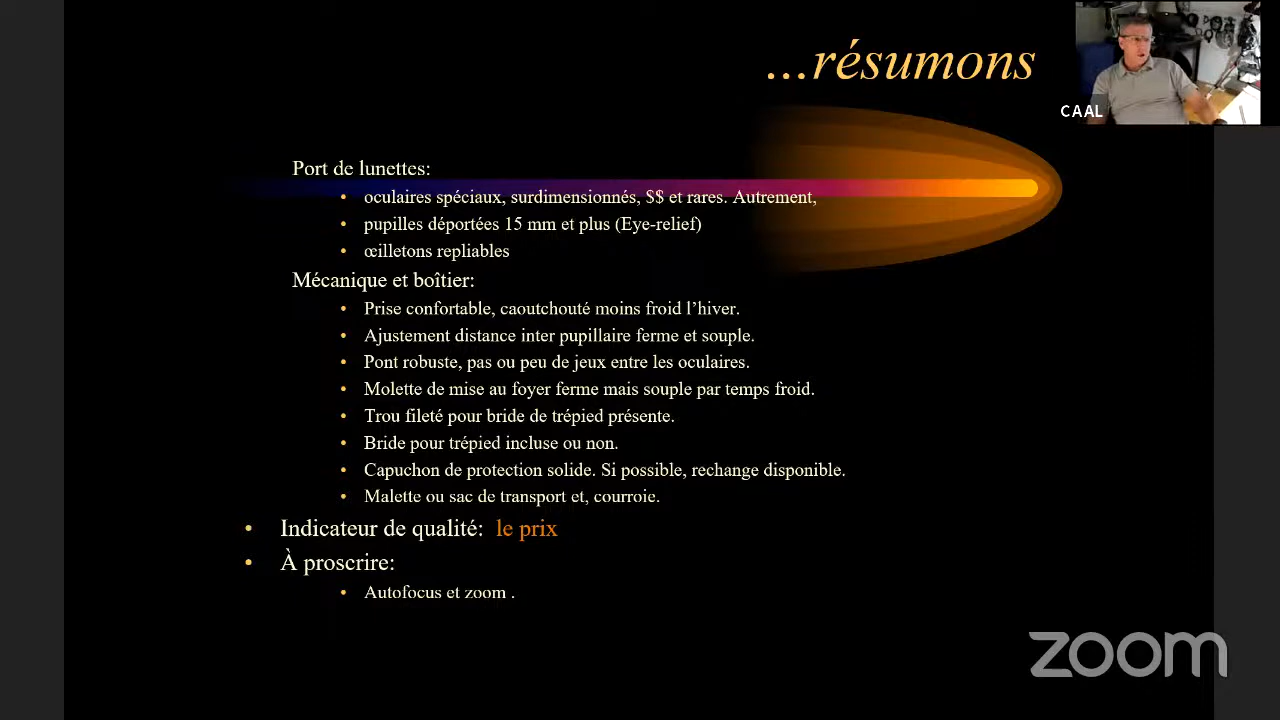 ...résumons
CAAL
Port de lunettes:
• oculaires spéciaux, surdimensionnés, $$ et rares. Autrement,
• pupilles déportées 15 mm et plus (Eye-relief)
• œilletons repliables
Mécanique et boîtier:
• Prise confortable, caoutchouté moins froid l’hiver.
• Ajustement distance inter pupillaire ferme et souple.
• Pont robuste, pas ou peu de jeux entre les oculaires.
• Molette de mise au foyer ferme mais souple par temps froid.
• Trou fileté pour bride de trépied présente.
• Bride pour trépied incluse ou non.
• Capuchon de protection solide. Si possible, rechange disponible.
• Malette ou sac de transport et, courroie.
• Indicateur de qualité: le prix
• À proscrire:
• Autofocus et zoom .
zoom